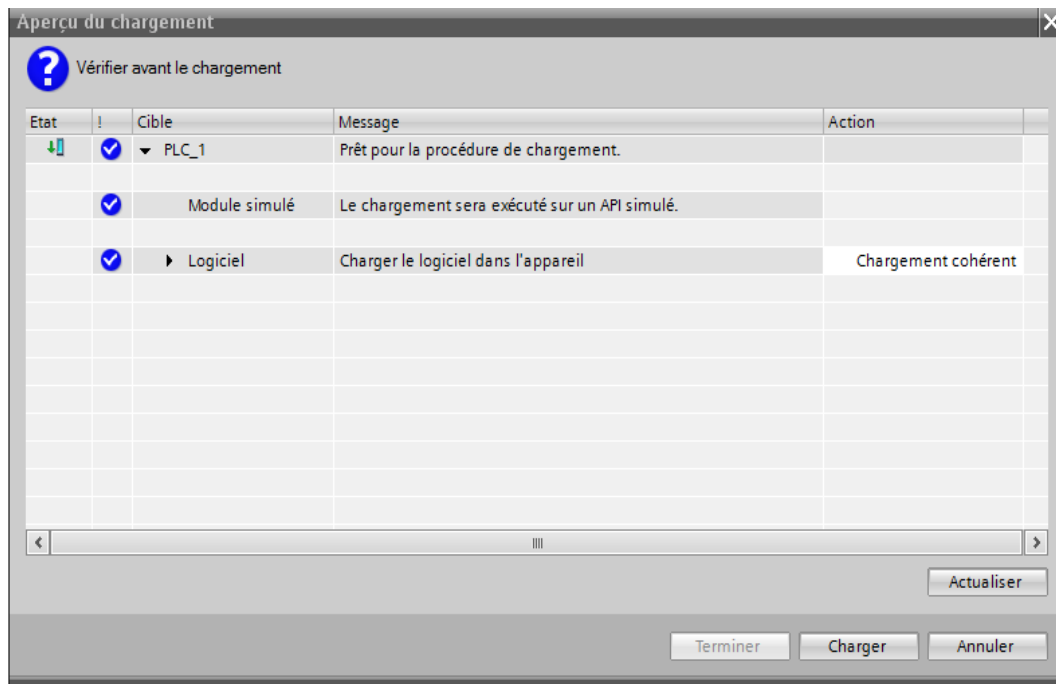 Aperçu du chargement
Vérifier avant le chargement
Etat ! Cible Message Action
PLC_1 Prêt pour la procédure de chargement.
Module simulé Le chargement sera exécuté sur un API simulé.
Logiciel Charger le logiciel dans l'appareil Chargement cohérent
Actualiser
Terminer Charger Annuler